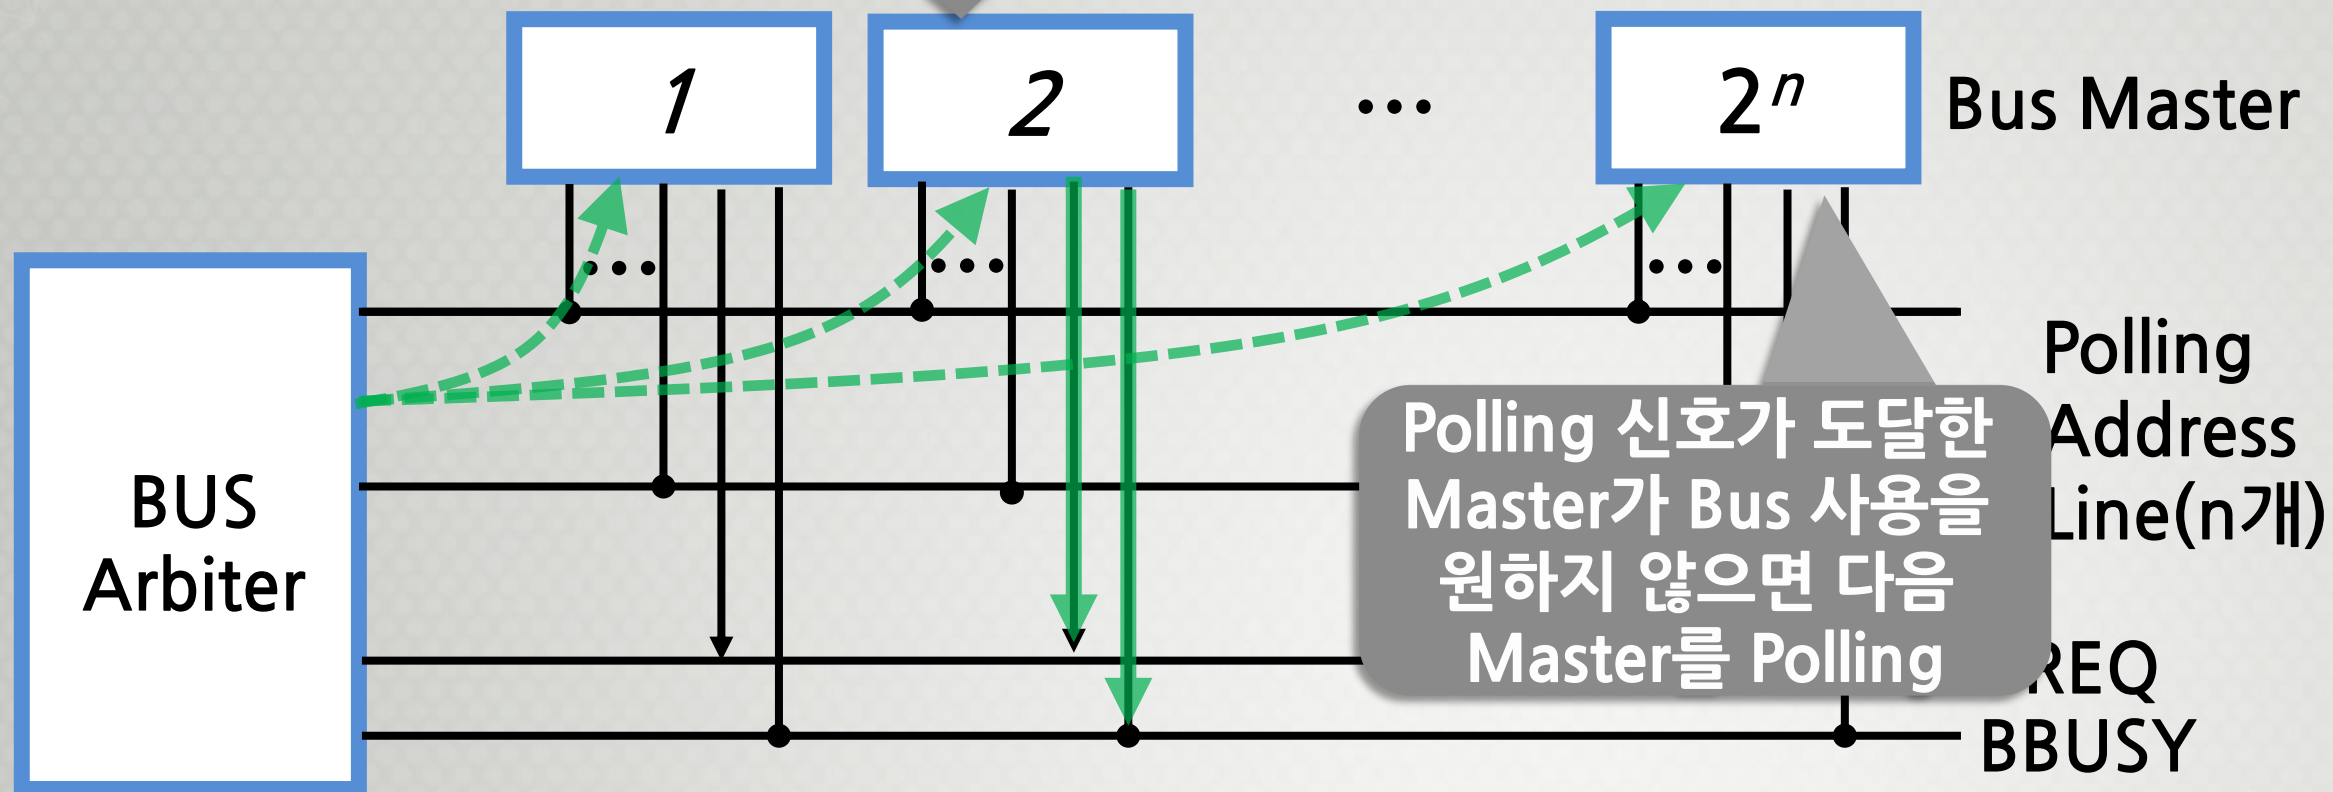 1
2
...
2ⁿ
Bus Master
...
...
...
BUS
Arbiter
Polling
Address
Line(n개)
Polling 신호가 도달한
Master가 Bus 사용을
원하지 않으면 다음
Master를 Polling
REQ
BBUSY